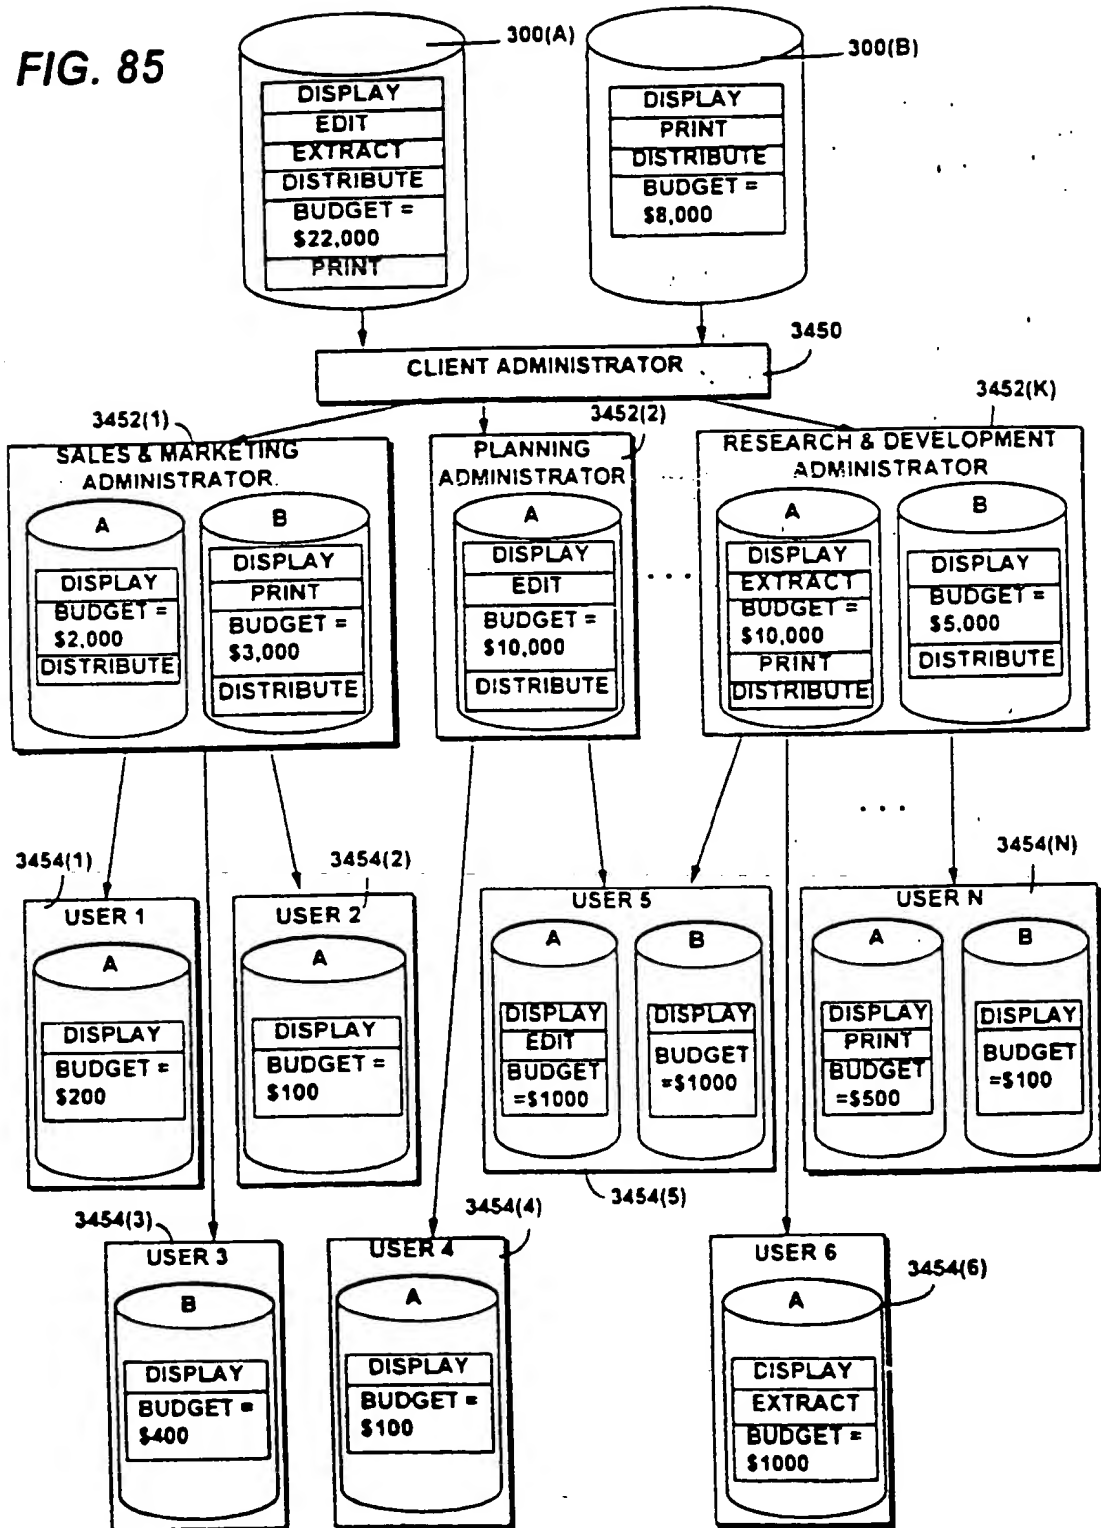 FIG. 85
300(A)
DISPLAY
EDIT
EXTRACT
DISTRIBUTE
BUDGET =
$22,000
PRINT
300(B)
DISPLAY
PRINT
DISTRIBUTE
BUDGET =
$8,000
CLIENT ADMINISTRATOR
3450
3452(1)
SALES & MARKETING
ADMINISTRATOR.
A
DISPLAY
BUDGET =
$2,000
DISTRIBUTE
B
DISPLAY
PRINT
BUDGET =
$3,000
DISTRIBUTE
3452(2)
PLANNING
ADMINISTRATOR
A
DISPLAY
EDIT
BUDGET =
$10,000
DISTRIBUTE
. . .
3452(K)
RESEARCH & DEVELOPMENT
ADMINISTRATOR
A
DISPLAY
EXTRACT
BUDGET =
$10,000
PRINT
DISTRIBUTE
B
DISPLAY
BUDGET =
$5,000
DISTRIBUTE
. . .
3454(1)
USER 1
A
DISPLAY
BUDGET =
$200
3454(2)
USER 2
A
DISPLAY
BUDGET =
$100
USER 5
A
DISPLAY
EDIT
BUDGET
=$1000
B
DISPLAY
BUDGET
=$1000
3454(5)
3454(N)
USER N
A
DISPLAY
PRINT
BUDGET
=$500
B
DISPLAY
BUDGET
=$100
3454(3)
USER 3
B
DISPLAY
BUDGET =
$400
3454(4)
USER 4
A
DISPLAY
BUDGET =
$100
USER 6
3454(6)
A
DISPLAY
EXTRACT
BUDGET =
$1000